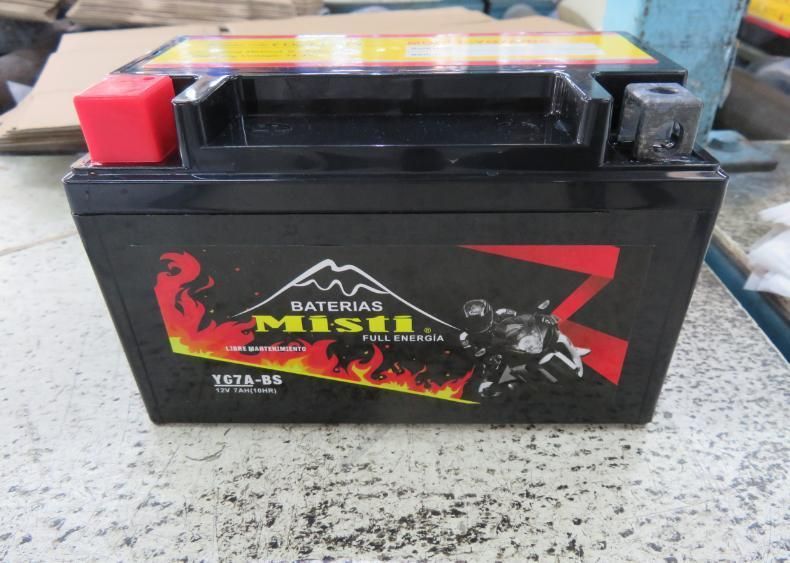 BATERIAS
Misti ®
FULL ENERGÍA
LIBRE MANTENIMIENTO
YG7A-BS
12V 7AH(10HR)